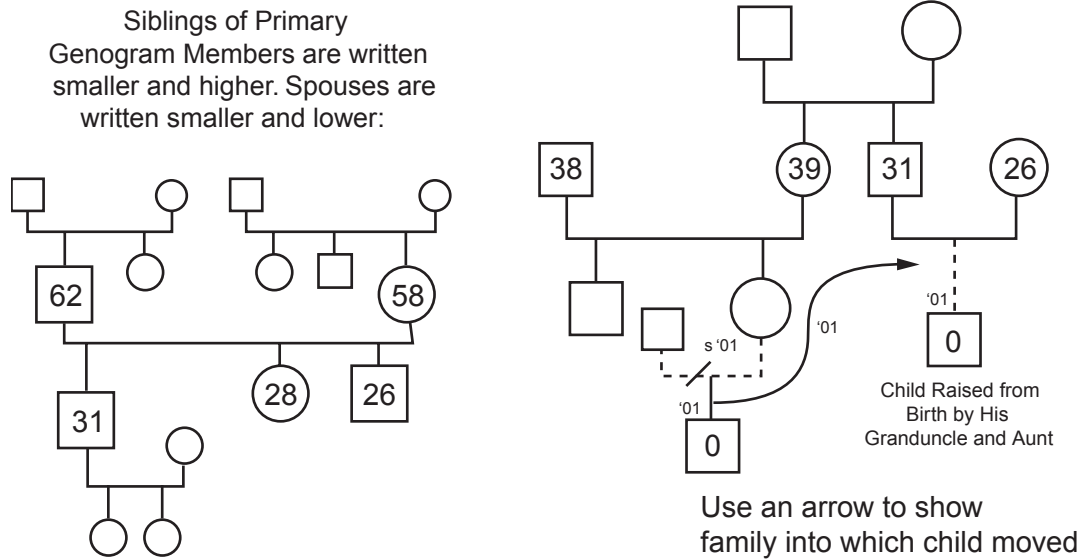 Siblings of Primary
Genogram Members are written
smaller and higher. Spouses are
written smaller and lower:
62
58
31
28
26
38
39
31
26
s ‘01
‘01
‘01
0
‘01
0
Child Raised from
Birth by His
Granduncle and Aunt
Use an arrow to show
family into which child moved